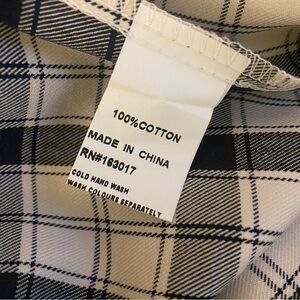 100%COTTON
MADE IN CHINA
RN#163017
COLD HAND WASH
WASH COLOURS SEPARATELY